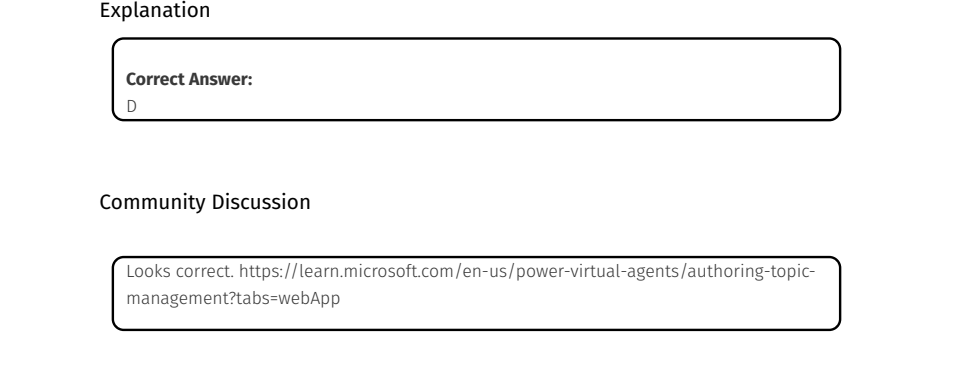 Explanation
Correct Answer:
D
Community Discussion
Looks correct. https://learn.microsoft.com/en-us/power-virtual-agents/authoring-topic-
management?tabs=webApp